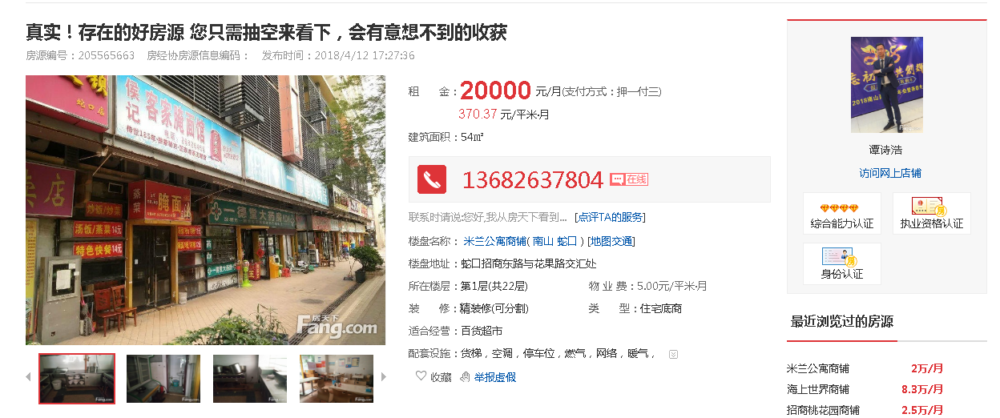 真实！存在的好房源 您只需抽空来看下，会有意想不到的收获
房源编号：205565663 房经协房源信息编码： 发布时间：2018/4/12 17:27:36
蛇口店
侯记
客家腌面馆
卖店
蒸菜
腌面
炒饭/炒菜
汤饭/蒸菜14元
特色快餐14元
一德堂大药房
房天下
Fang.com
租 金：20000 元/月(支付方式：押一付三)
370.37 元/平米·月
建筑面积：54㎡
13682637804 在线
联系时请说:您好,我从房天下看到... [点评TA的服务]
楼盘名称： 米兰公寓商铺( 南山 蛇口 ) [地图交通]
楼盘地址：蛇口招商东路与花果路交汇处
所在楼层：第1层(共22层) 物 业 费：5.00元/平米·月
装 修：精装修(可分割) 类 型：住宅底商
适合经营：百货超市
配套设施：货梯，空调，停车位，燃气，网络，暖气，
收藏 举报虚假
谭诗浩
访问网上店铺
综合能力认证 执业资格认证
身份认证
最近浏览过的房源
米兰公寓商铺 2万/月
海上世界商铺 8.3万/月
招商桃花园商铺 2.5万/月